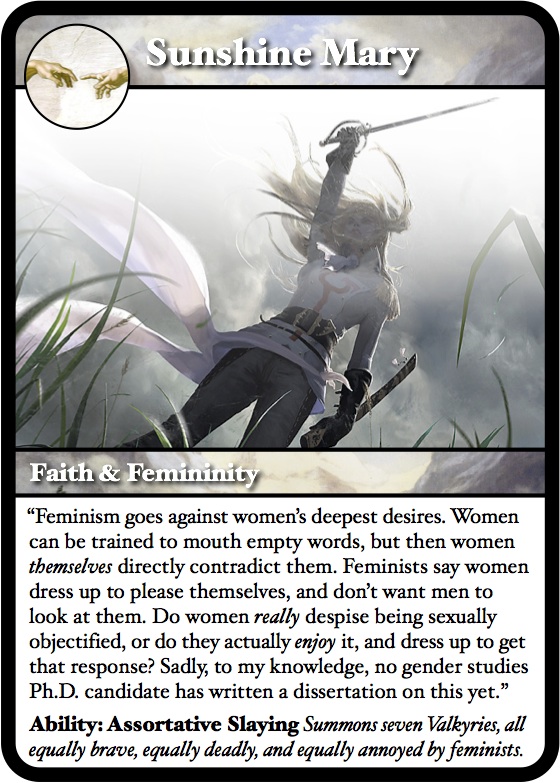 Sunshine Mary
Faith & Femininity
“Feminism goes against women’s deepest desires. Women
can be trained to mouth empty words, but then women
themselves directly contradict them. Feminists say women
dress up to please themselves, and don’t want men to
look at them. Do women really despise being sexually
objectified, or do they actually enjoy it, and dress up to get
that response? Sadly, to my knowledge, no gender studies
Ph.D. candidate has written a dissertation on this yet.”
Ability: Assortative Slaying Summons seven Valkyries, all
equally brave, equally deadly, and equally annoyed by feminists.